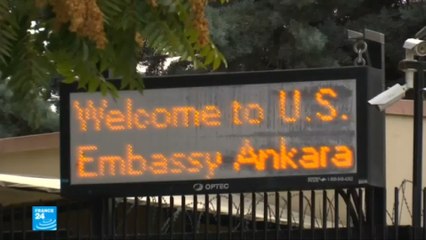 Welcome to U.S.
Embassy Ankara
OPTEC
FRANCE
24